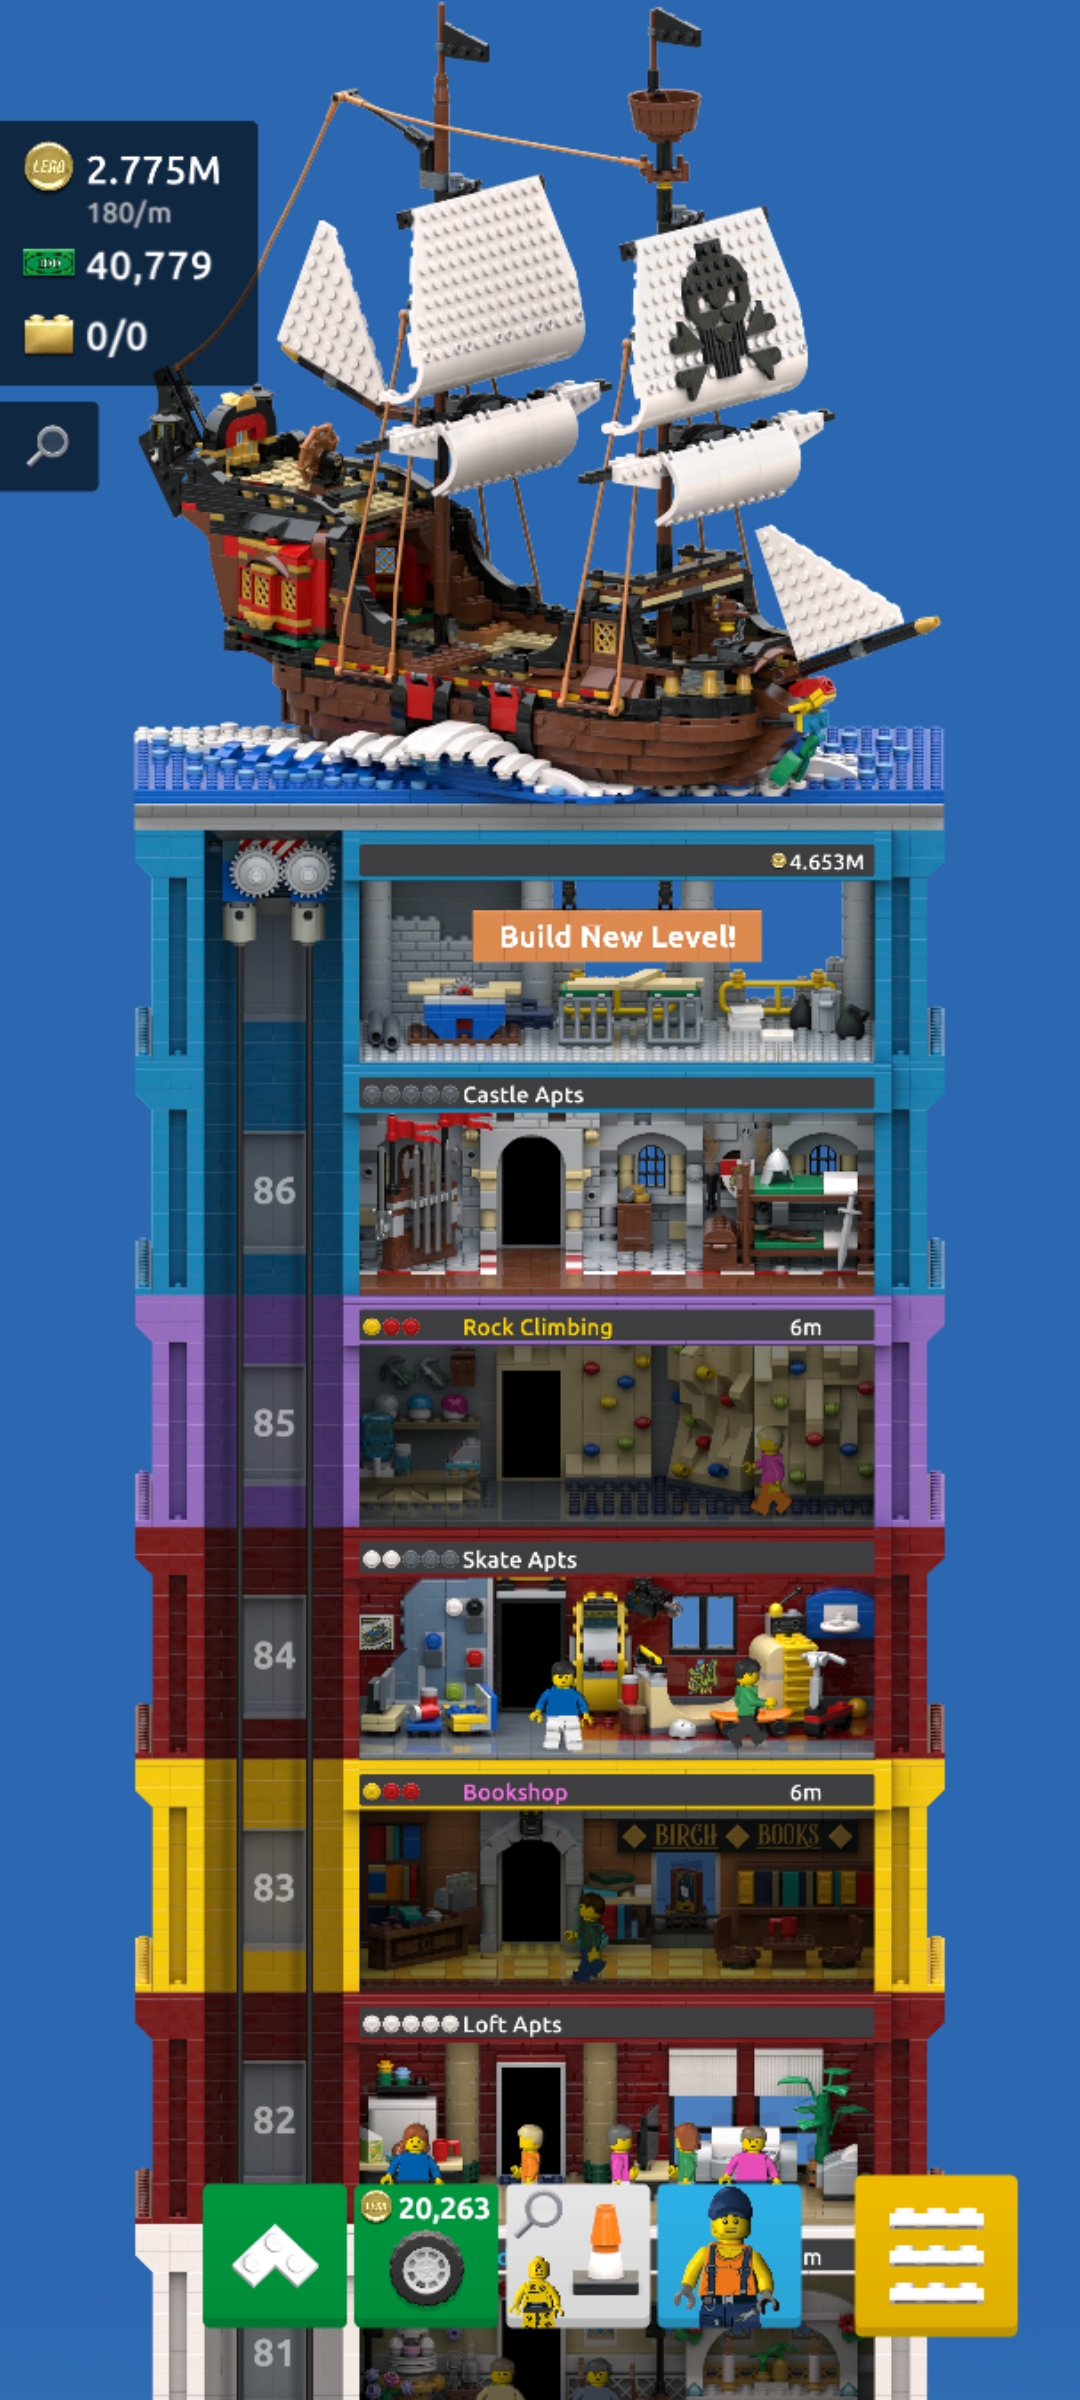 LEGO
2.775M
180/m
40,779
0/0
4.653M
Build New Level!
Castle Apts
86
Rock Climbing
6m
85
Skate Apts
84
Bookshop
6m
BIRCH BOOKS
83
Loft Apts
82
20,263
m
81